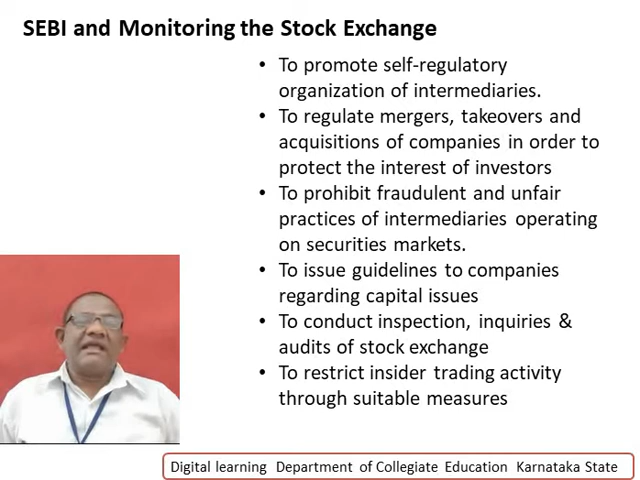 SEBI and Monitoring the Stock Exchange
• To promote self-regulatory
organization of intermediaries.
• To regulate mergers, takeovers and
acquisitions of companies in order to
protect the interest of investors
• To prohibit fraudulent and unfair
practices of intermediaries operating
on securities markets.
• To issue guidelines to companies
regarding capital issues
• To conduct inspection, inquiries &
audits of stock exchange
• To restrict insider trading activity
through suitable measures
Digital learning Department of Collegiate Education Karnataka State